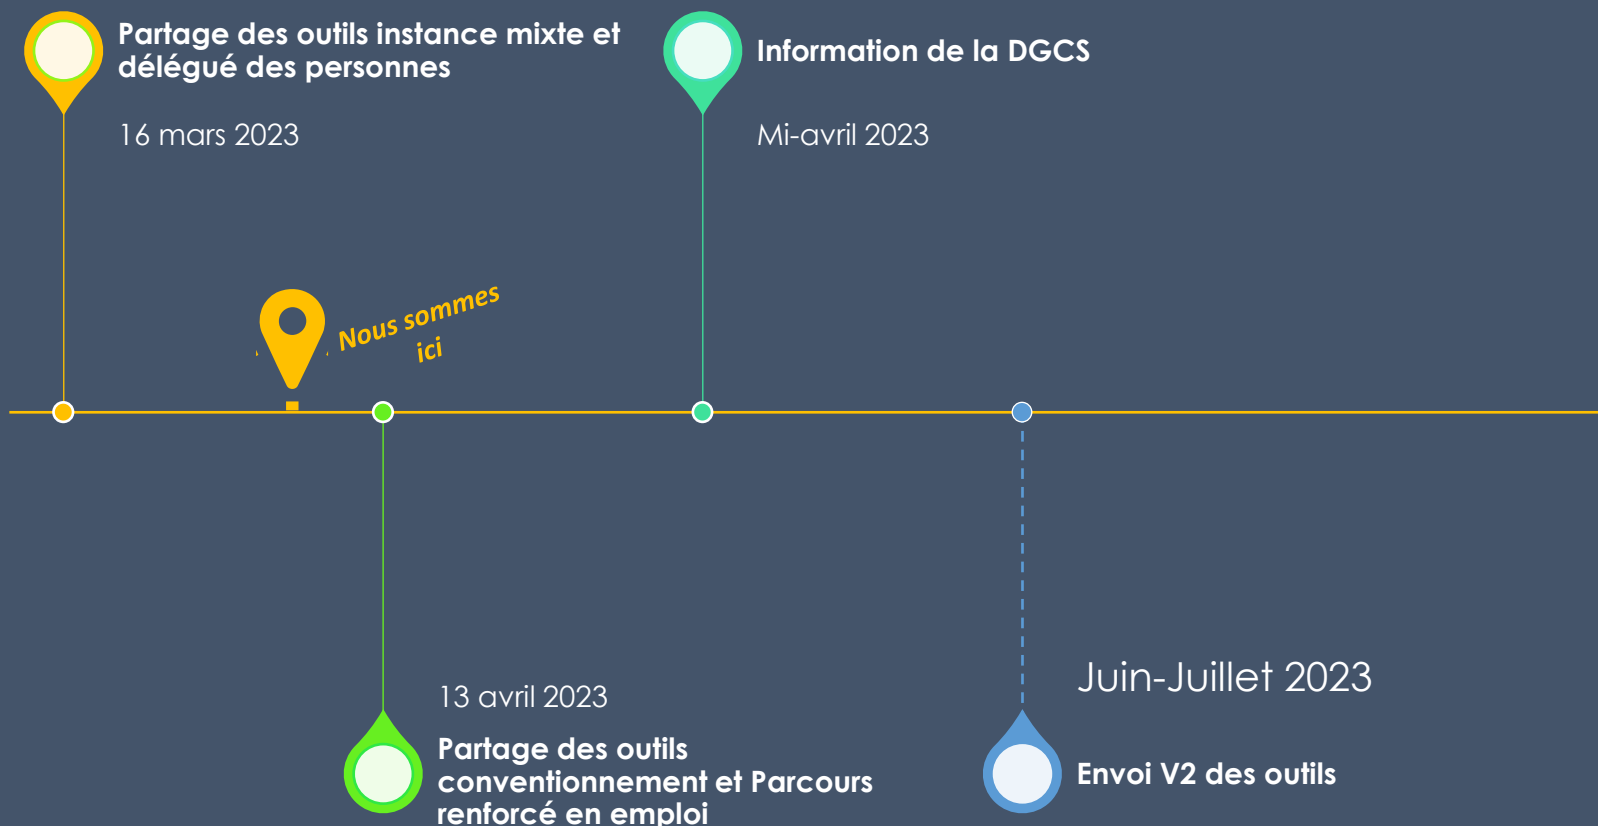 Partage des outils instance mixte et
délégué des personnes
16 mars 2023
Information de la DGCS
Mi-avril 2023
Nous sommes
ici
13 avril 2023
Partage des outils
conventionnement et Parcours
renforcé en emploi
Juin-Juillet 2023
Envoi V2 des outils